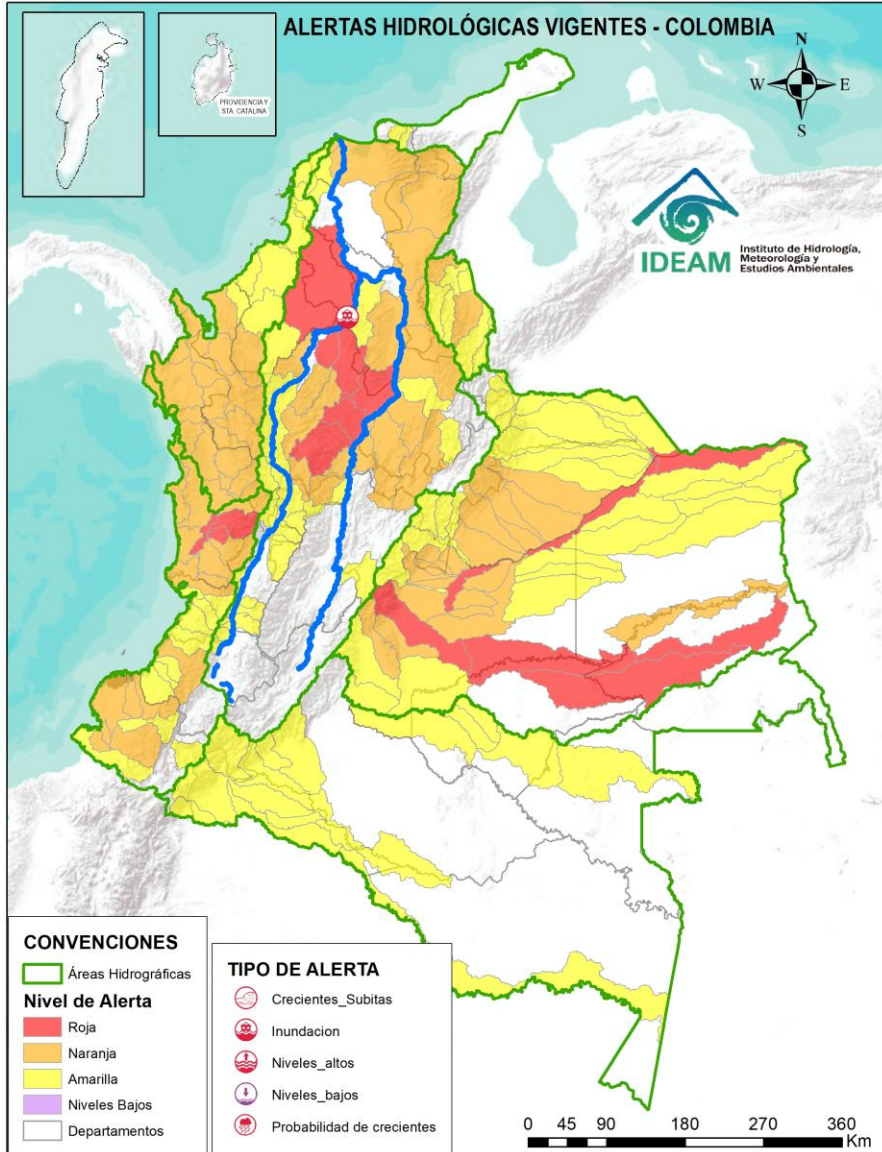 ALERTAS HIDROLÓGICAS VIGENTES - COLOMBIA
PROVIDENCIA Y
STA. CATALINA
N
W
E
S
IDEAM
Instituto de Hidrología,
Meteorología y
Estudios Ambientales
CONVENCIONES
Áreas Hidrográficas
Nivel de Alerta
Roja
Naranja
Amarilla
Niveles Bajos
Departamentos
TIPO DE ALERTA
Crecientes_Subitas
Inundacion
Niveles_altos
Niveles_bajos
Probabilidad de crecientes
0 45 90 180 270 360
Km